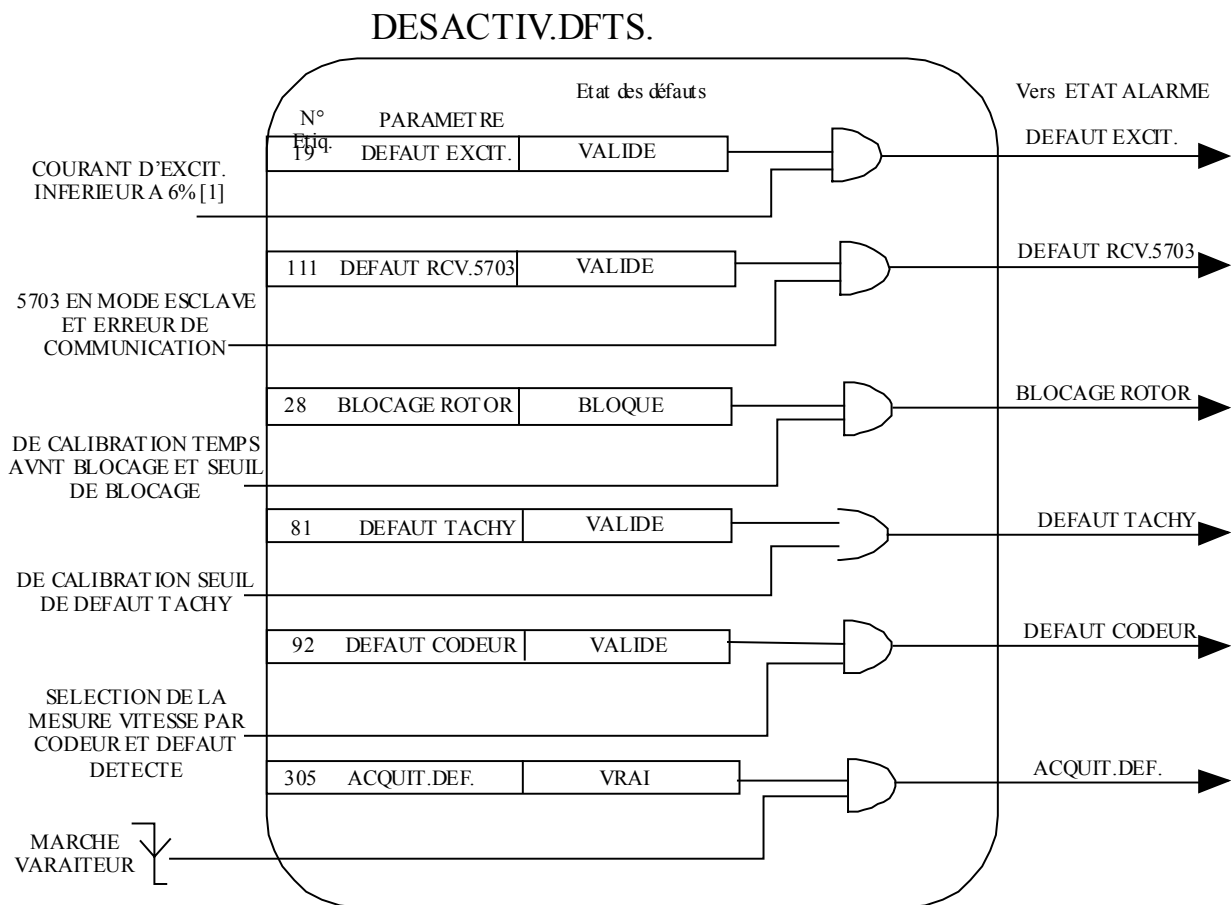 DESACTIV.DFTS.
Etat des défauts
Vers ETAT ALARME
N°
Etiq.
PARAMETRE
19 DEFAUT EXCIT. VALIDE
DEFAUT EXCIT.
COURANT D'EXCIT.
INFERIEUR A 6% [1]
111 DEFAUT RCV.5703 VALIDE
DEFAUT RCV.5703
5703 EN MODE ESCLAVE
ET ERREUR DE
COMMUNICATION
28 BLOCAGE ROTOR BLOQUE
BLOCAGE ROTOR
DE CALIBRATION TEMPS
AVNT BLOCAGE ET SEUIL
DE BLOCAGE
81 DEFAUT TACHY VALIDE
DEFAUT TACHY
DE CALIBRATION SEUIL
DE DEFAUT TACHY
92 DEFAUT CODEUR VALIDE
DEFAUT CODEUR
SELECTION DE LA
MESURE VITESSE PAR
CODEUR ET DEFAUT
DETECTE
305 ACQUIT.DEF. VRAI
ACQUIT.DEF.
MARCHE
VARAITEUR